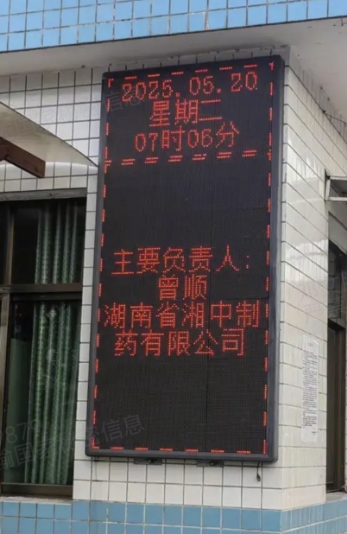 2025.05.20
星期二
07时06分
主要负责人:
曾顺
湖南省湘中制
药有限公司